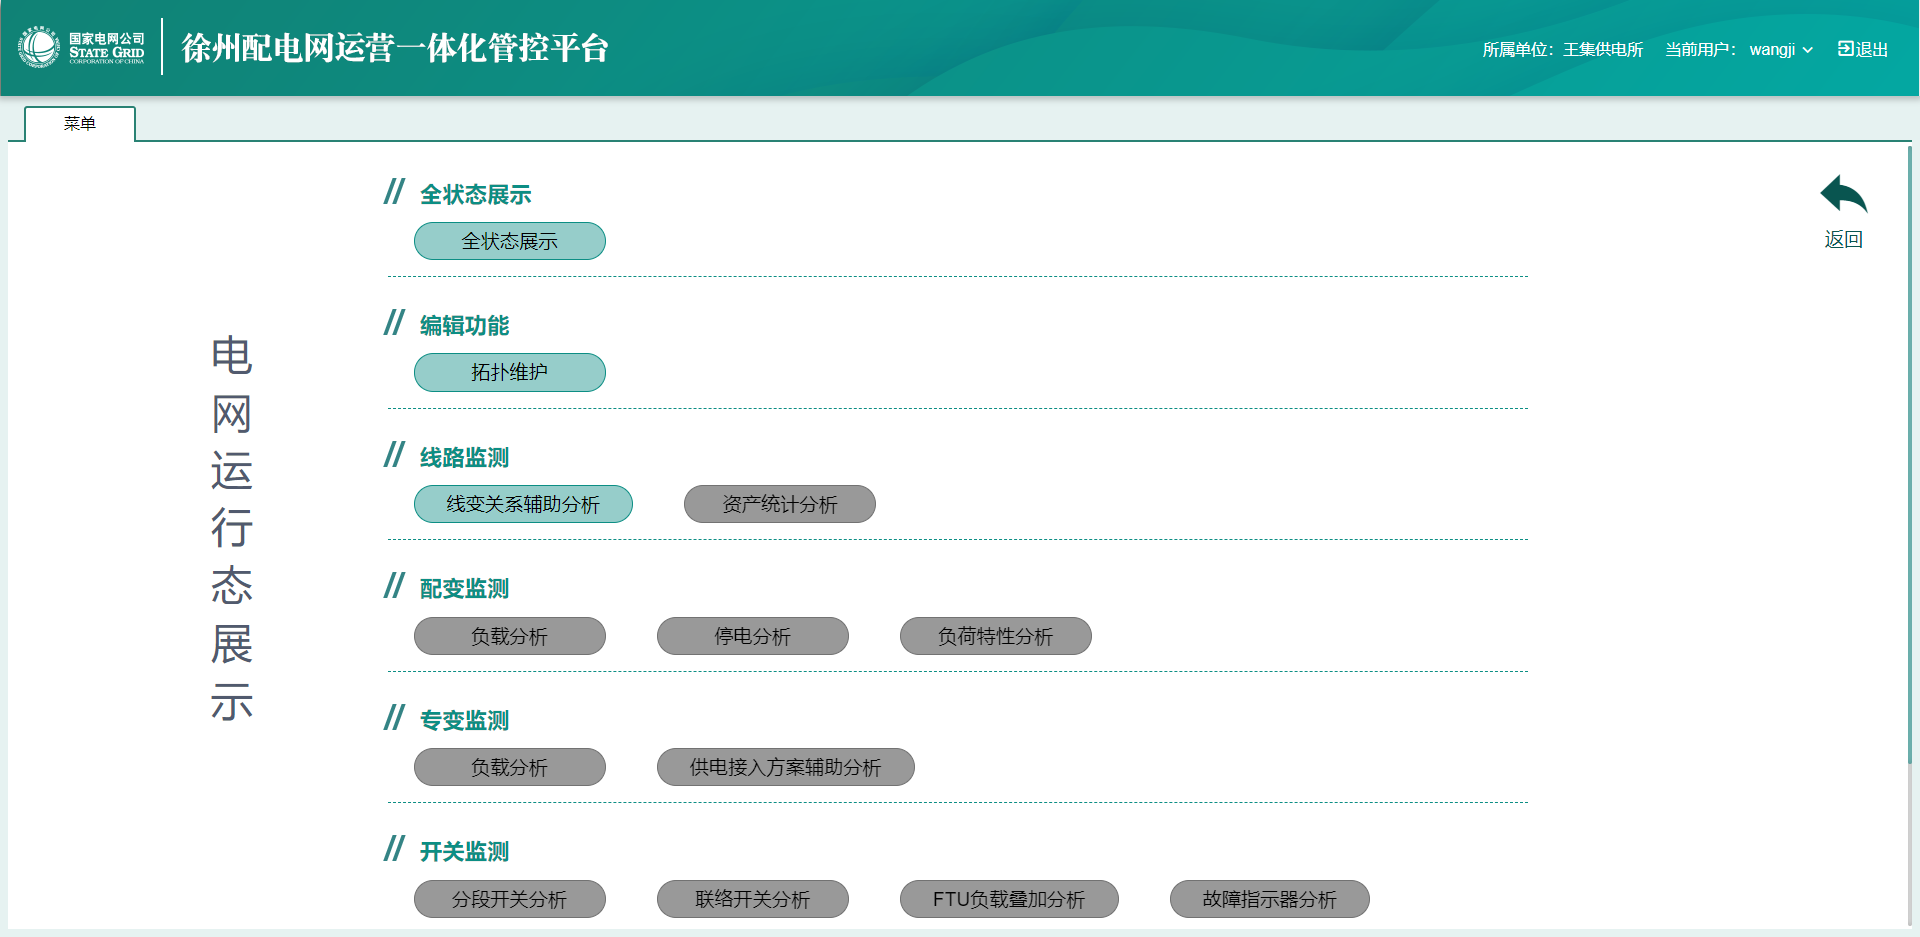 国家电网公司
STATE GRID
CORPORATION OF CHINA
徐州配电网运营一体化管控平台
所属单位：王集供电所 当前用户： wangji 退出
菜单
返回
电网运行态展示
// 全状态展示
全状态展示
// 编辑功能
拓扑维护
// 线路监测
线变关系辅助分析 资产统计分析
// 配变监测
负载分析 停电分析 负荷特性分析
// 专变监测
负载分析 供电接入方案辅助分析
// 开关监测
分段开关分析 联络开关分析 FTU负载叠加分析 故障指示器分析